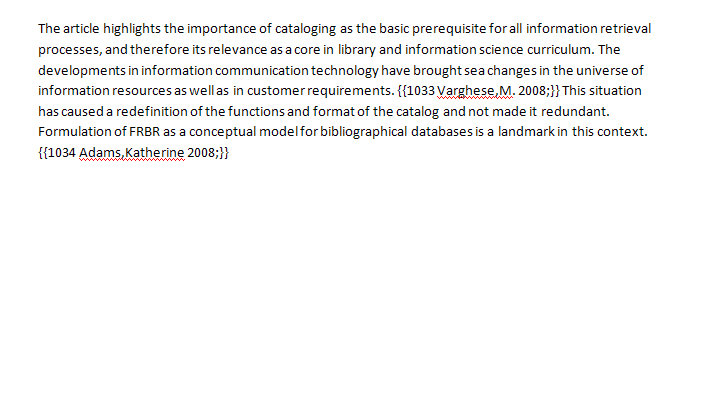 The article highlights the importance of cataloging as the basic prerequisite for all information retrieval
processes, and therefore its relevance as a core in library and information science curriculum. The
developments in information communication technology have brought sea changes in the universe of
information resources as well as in customer requirements. {{1033 Varghese,M. 2008;}} This situation
has caused a redefinition of the functions and format of the catalog and not made it redundant.
Formulation of FRBR as a conceptual model for bibliographical databases is a landmark in this context.
{{1034 Adams,Katherine 2008;}}